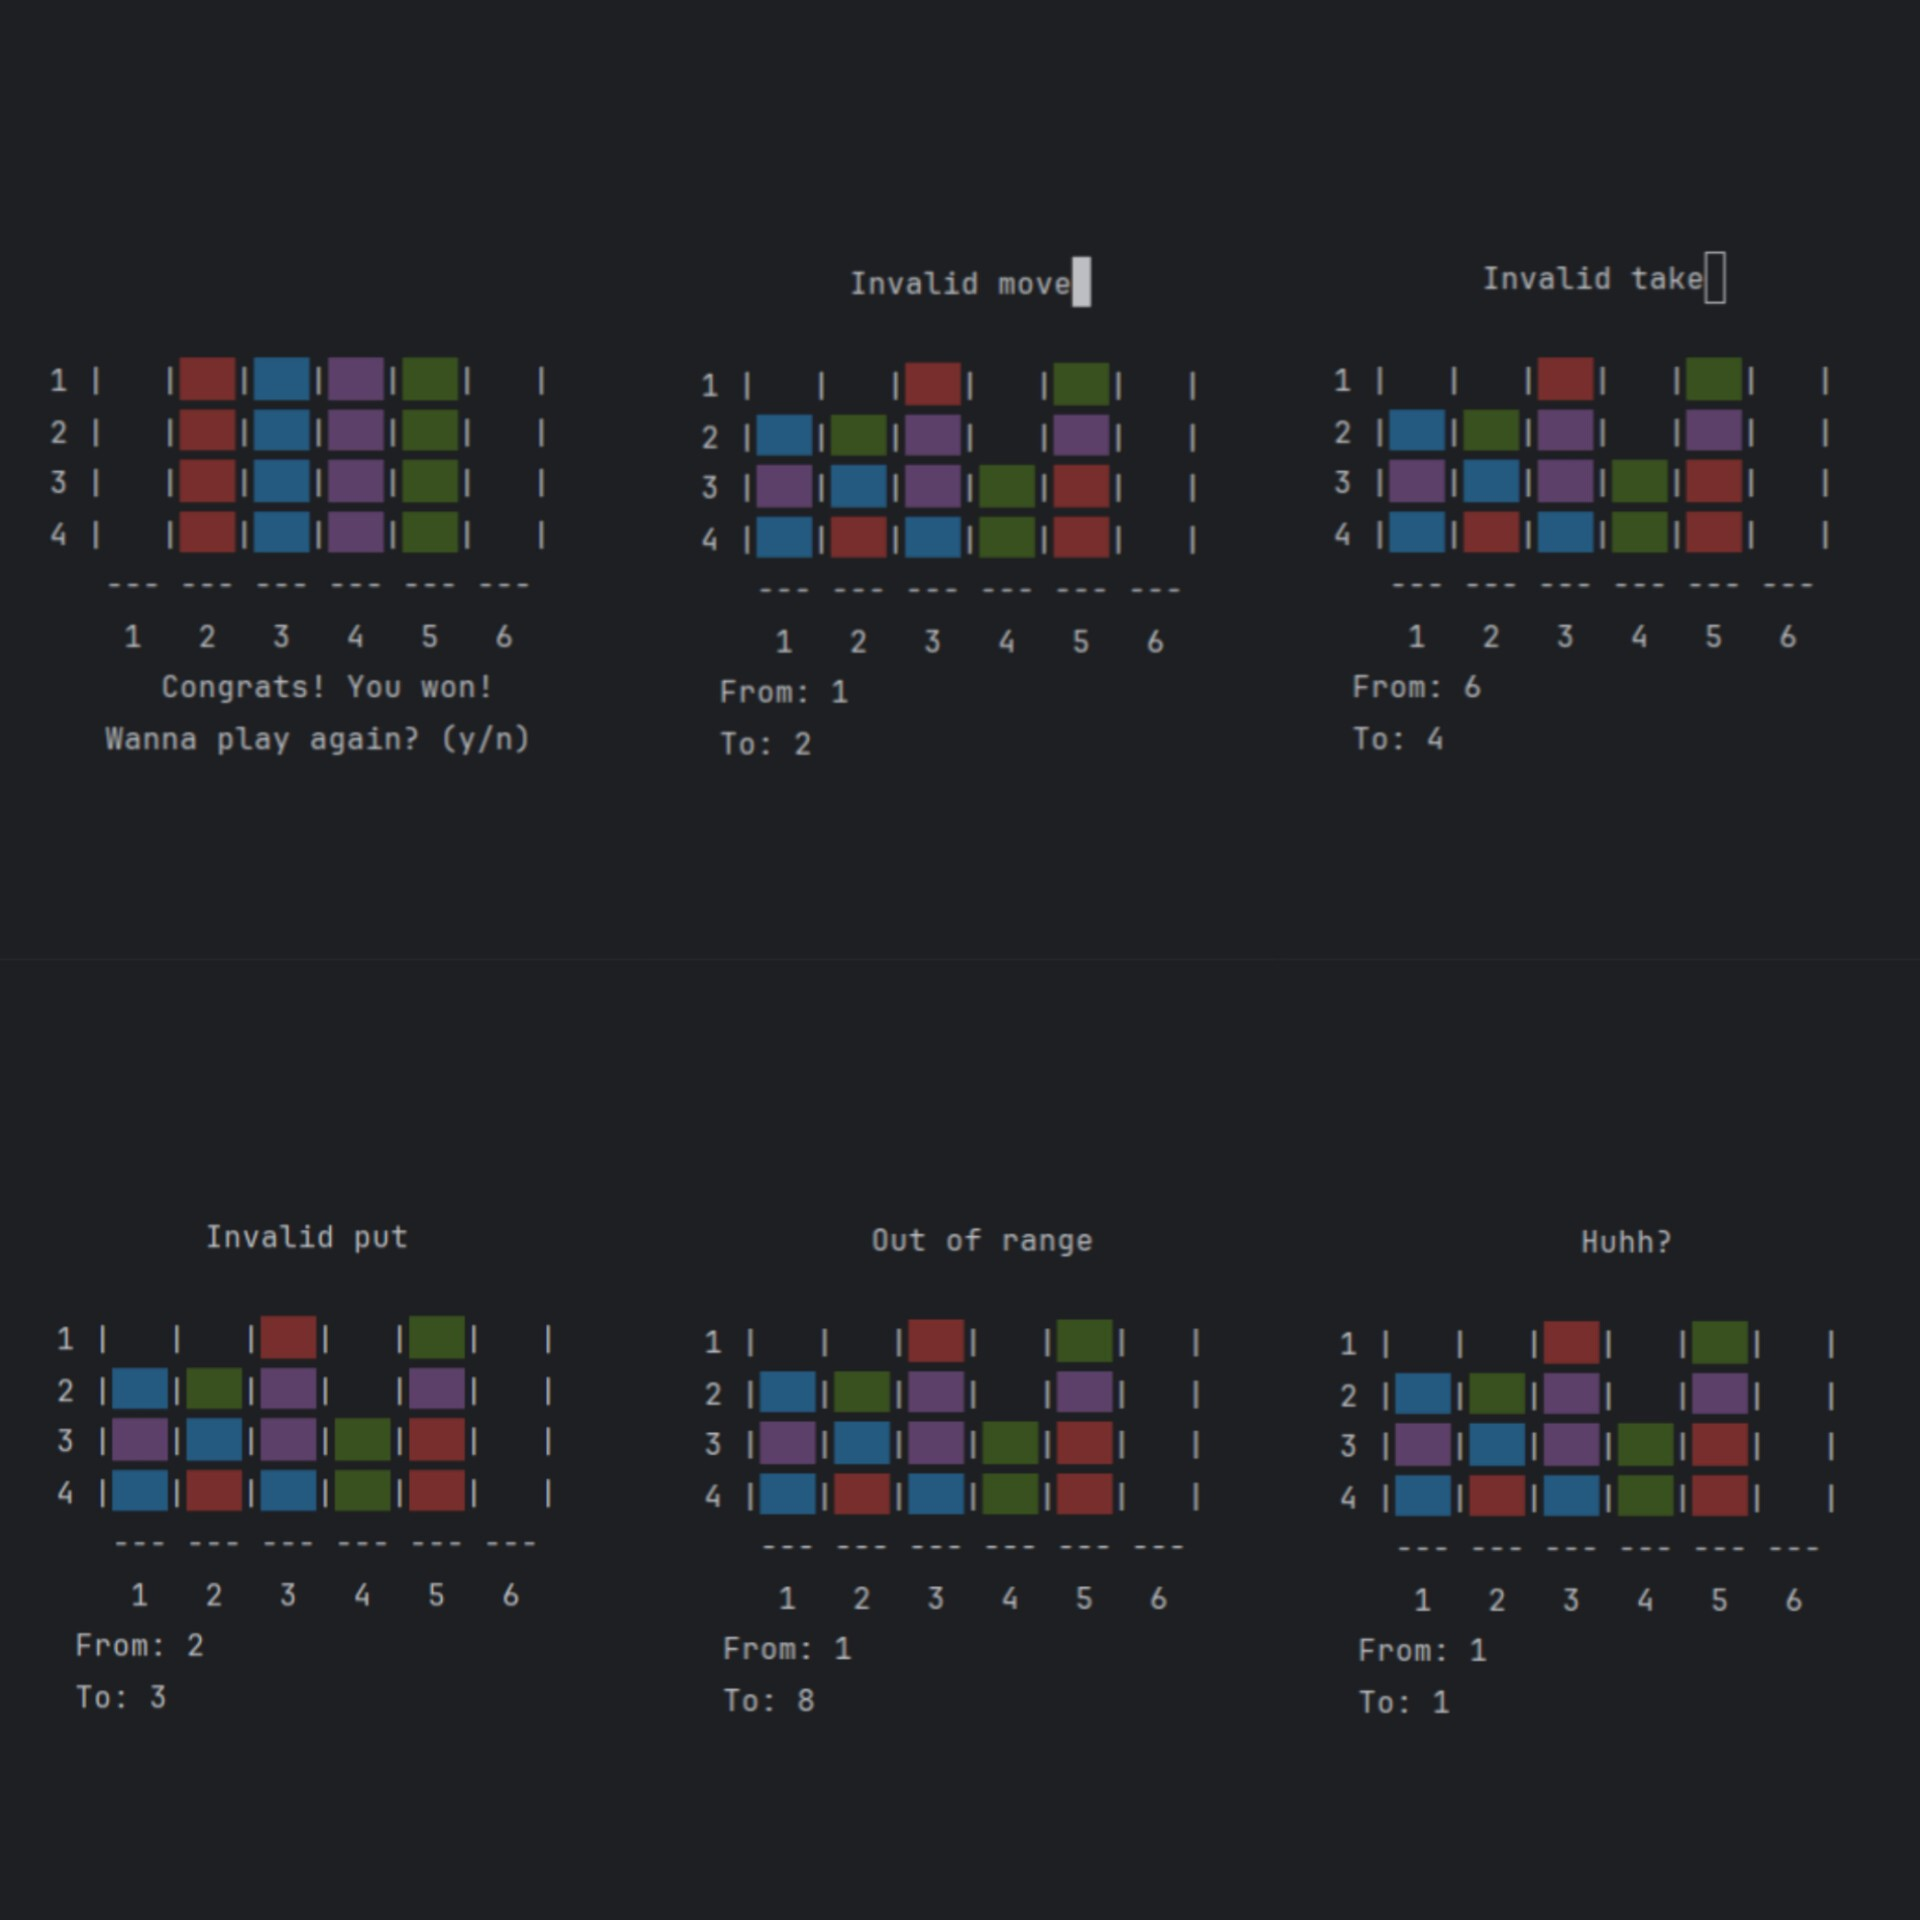 1 | | | | | | |
2 | | | | | | |
3 | | | | | | |
4 | | | | | | |
--- --- --- --- --- ---
1 2 3 4 5 6
Congrats! You won!
Wanna play again? (y/n)
Invalid move
1 | | | | | | |
2 | | | | | | |
3 | | | | | | |
4 | | | | | | |
--- --- --- --- --- ---
1 2 3 4 5 6
From: 1
To: 2
Invalid take
1 | | | | | | |
2 | | | | | | |
3 | | | | | | |
4 | | | | | | |
--- --- --- --- --- ---
1 2 3 4 5 6
From: 6
To: 4
Invalid put
1 | | | | | | |
2 | | | | | | |
3 | | | | | | |
4 | | | | | | |
--- --- --- --- --- ---
1 2 3 4 5 6
From: 2
To: 3
Out of range
1 | | | | | | |
2 | | | | | | |
3 | | | | | | |
4 | | | | | | |
--- --- --- --- --- ---
1 2 3 4 5 6
From: 1
To: 8
Huhh?
1 | | | | | | |
2 | | | | | | |
3 | | | | | | |
4 | | | | | | |
--- --- --- --- --- ---
1 2 3 4 5 6
From: 1
To: 1